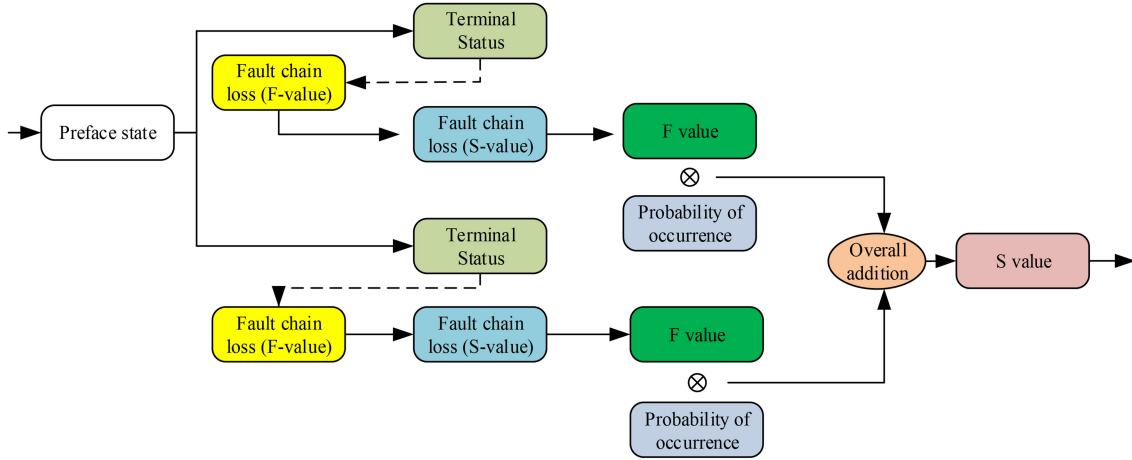 Terminal
Status
Fault chain
loss (F-value)
Preface state
Fault chain
loss (S-value)
F value
Probability of
occurrence
Terminal
Status
Overall
addition
S value
Fault chain
loss (F-value)
Fault chain
loss (S-value)
F value
Probability of
occurrence